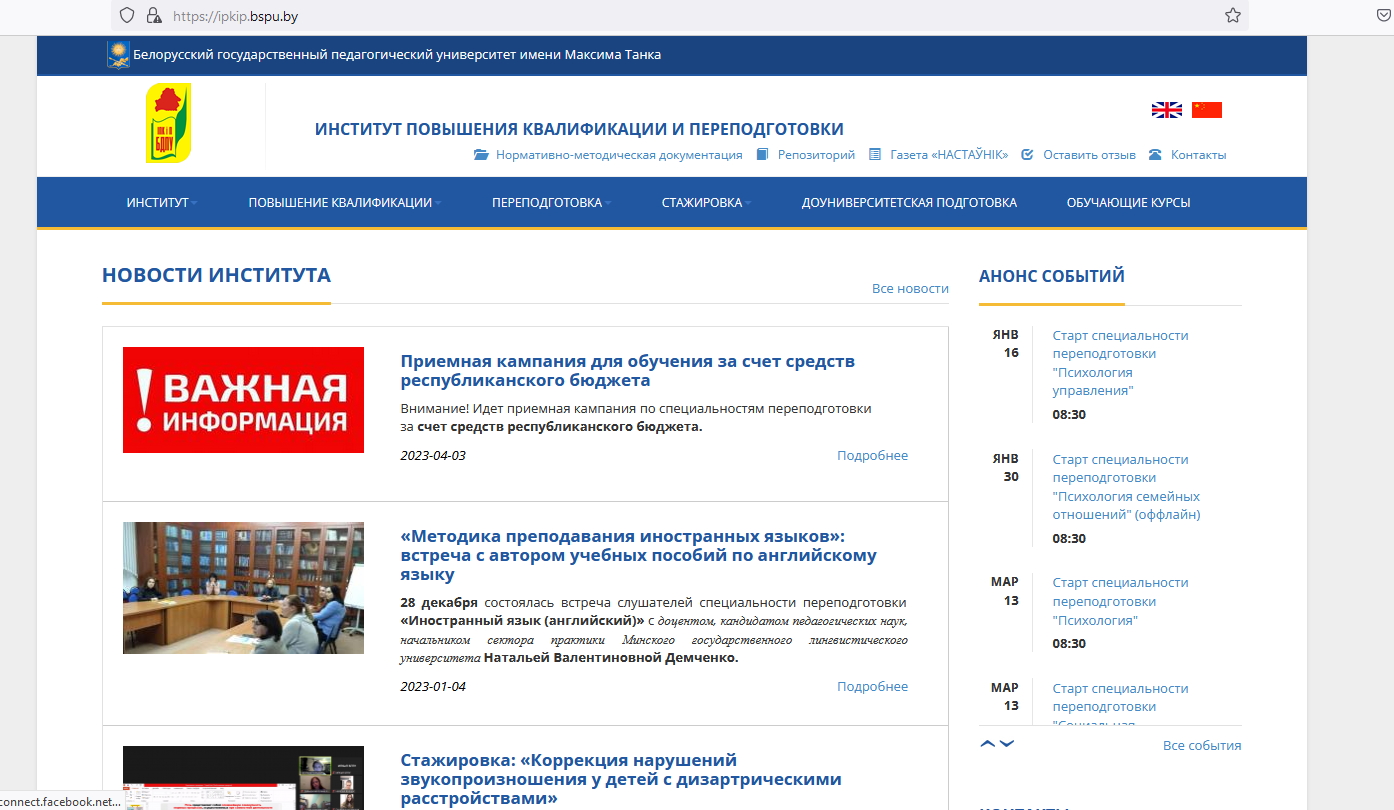 https://ipkip.bspu.by
Белорусский государственный педагогический университет имени Максима Танка
ІПК і П
БДПУ
ИНСТИТУТ ПОВЫШЕНИЯ КВАЛИФИКАЦИИ И ПЕРЕПОДГОТОВКИ
Нормативно-методическая документация Репозиторий Газета «НАСТАЎНІК» Оставить отзыв Контакты
ИНСТИТУТ ПОВЫШЕНИЕ КВАЛИФИКАЦИИ ПЕРЕПОДГОТОВКА СТАЖИРОВКА ДОУНИВЕРСИТЕТСКАЯ ПОДГОТОВКА ОБУЧАЮЩИЕ КУРСЫ
НОВОСТИ ИНСТИТУТА
Все новости
! ВАЖНАЯ
ИНФОРМАЦИЯ
Приемная кампания для обучения за счет средств
республиканского бюджета
Внимание! Идет приемная кампания по специальностям переподготовки
за счет средств республиканского бюджета.
2023-04-03 Подробнее
«Методика преподавания иностранных языков»:
встреча с автором учебных пособий по английскому
языку
28 декабря состоялась встреча слушателей специальности переподготовки
«Иностранный язык (английский)» с доцентом, кандидатом педагогических наук,
начальником сектора практики Минского государственного лингвистического
университета Натальей Валентиновной Демченко.
2023-01-04 Подробнее
Стажировка: «Коррекция нарушений
звукопроизношения у детей с дизартрическими
расстройствами»
АНОНС СОБЫТИЙ
ЯНВ
16
Старт специальности
переподготовки
"Психология
управления"
08:30
ЯНВ
30
Старт специальности
переподготовки
"Психология семейных
отношений" (оффлайн)
08:30
МАР
13
Старт специальности
переподготовки
"Психология"
08:30
МАР
13
Старт специальности
переподготовки
"Социальная
Все события
connect.facebook.net...